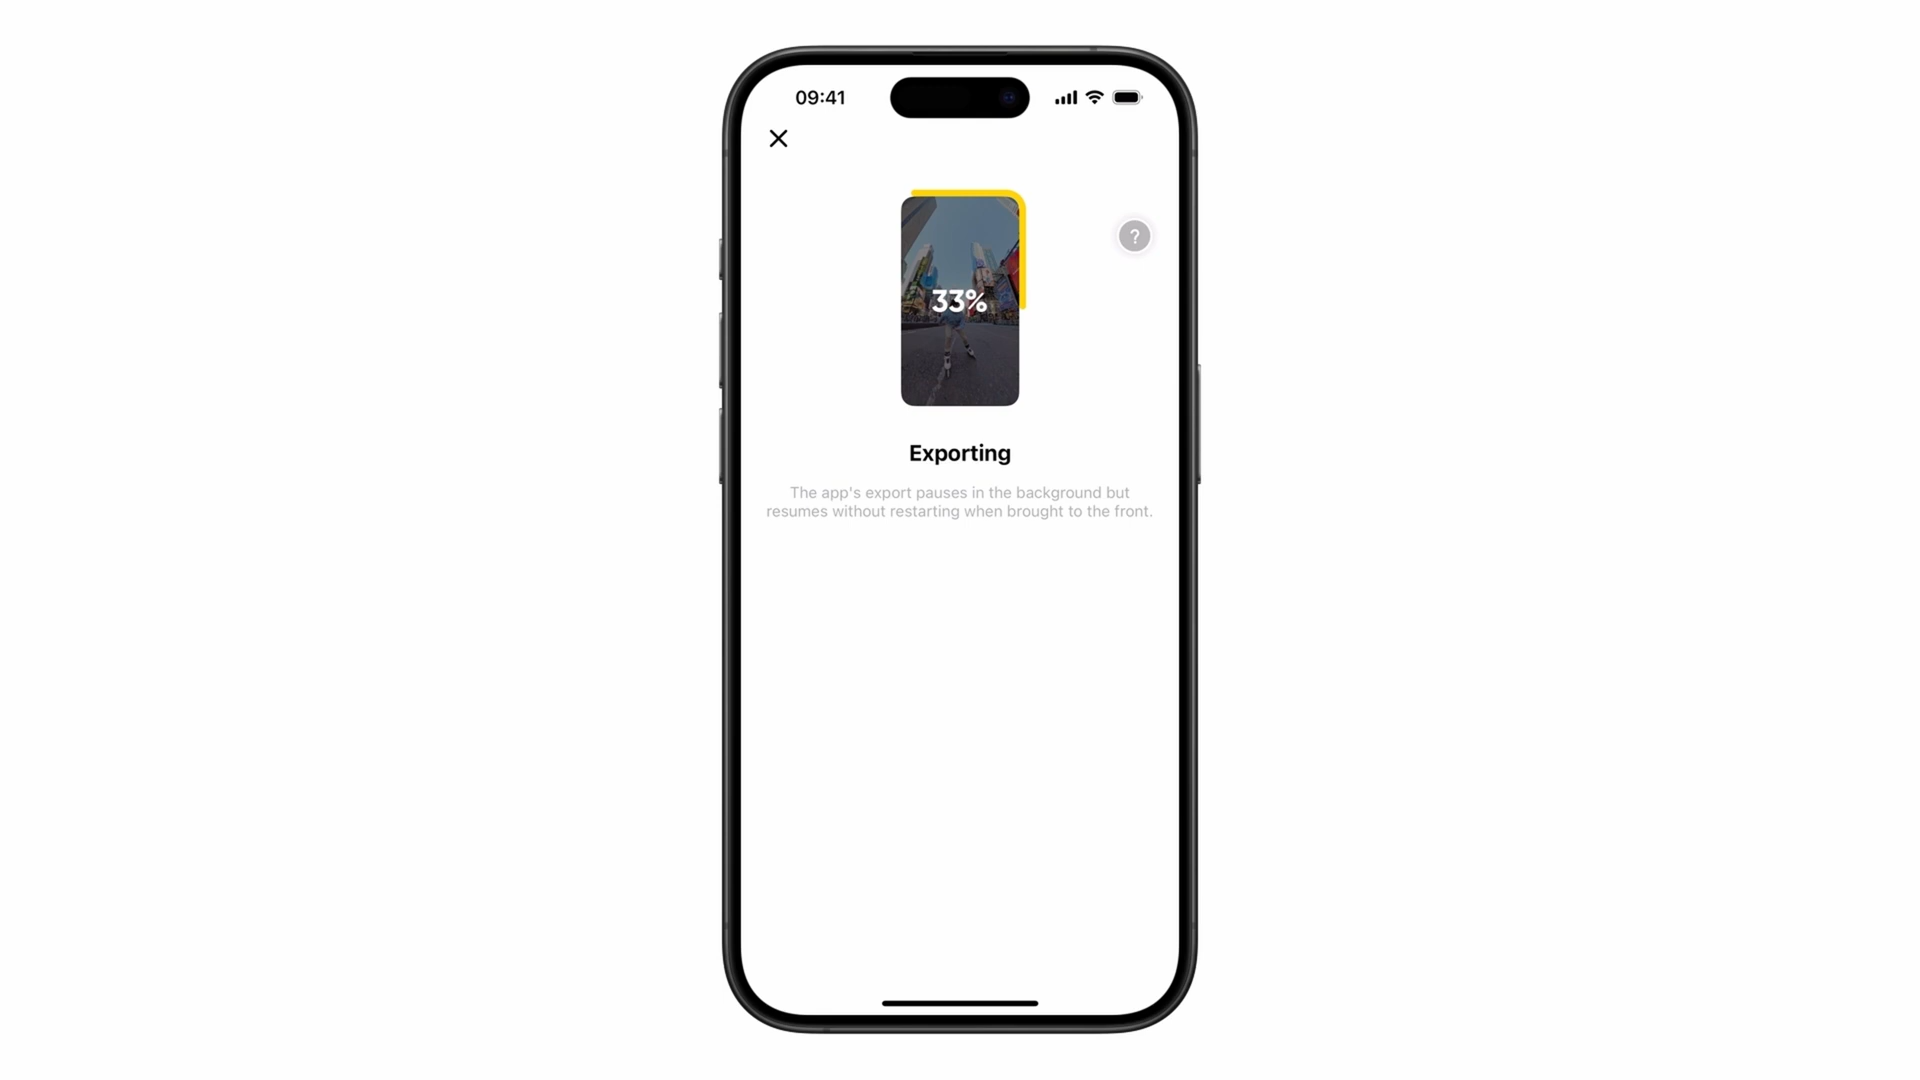 09:41
?
33%
Exporting
The app's export pauses in the background but
resumes without restarting when brought to the front.